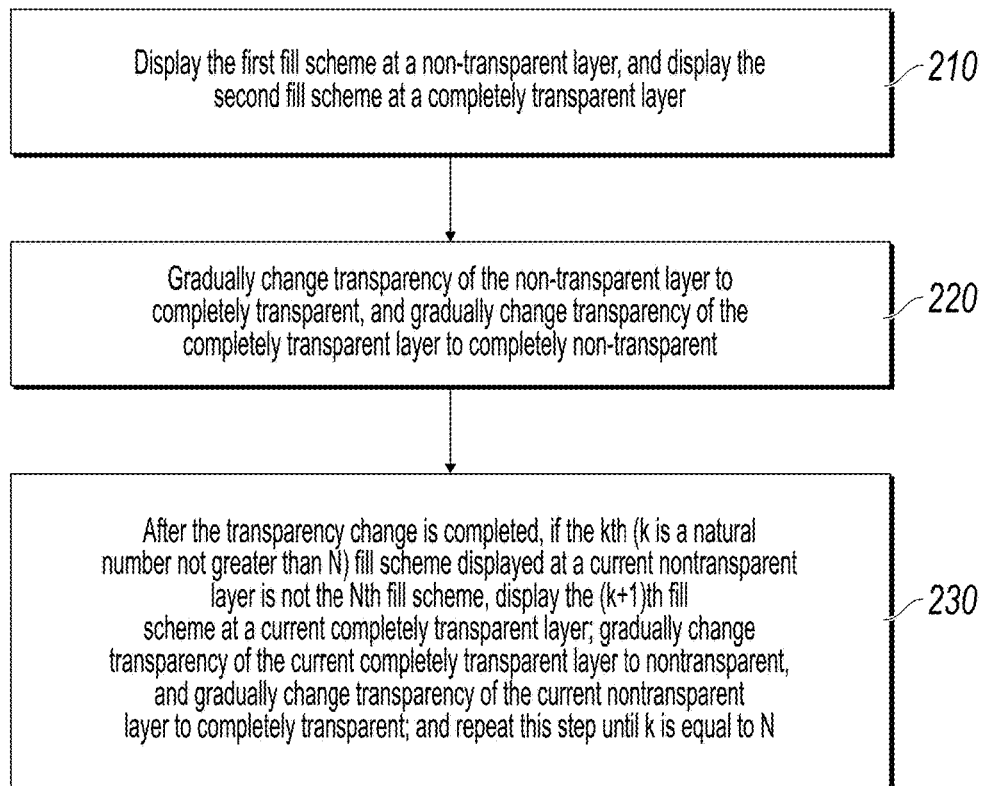 Display the first fill scheme at a non-transparent layer, and display the
second fill scheme at a completely transparent layer
210
Gradually change transparency of the non-transparent layer to
completely transparent, and gradually change transparency of the
completely transparent layer to completely non-transparent
220
After the transparency change is completed, if the kth (k is a natural
number not greater than N) fill scheme displayed at a current nontransparent
layer is not the Nth fill scheme, display the (k+1)th fill
scheme at a current completely transparent layer; gradually change
transparency of the current completely transparent layer to nontransparent,
and gradually change transparency of the current nontransparent
layer to completely transparent; and repeat this step until k is equal to N
230